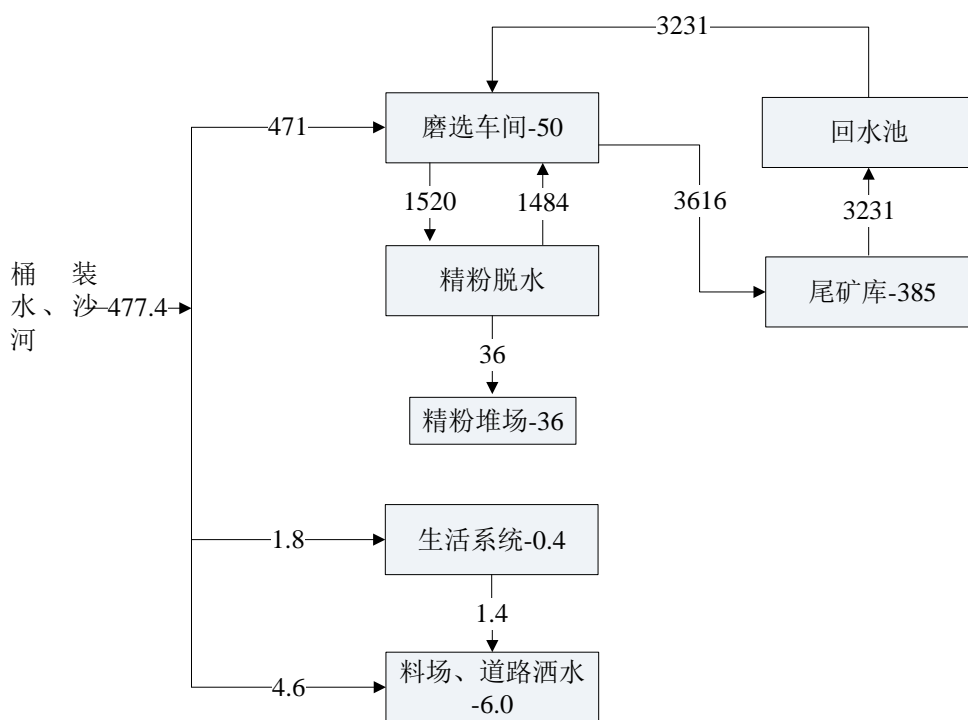 3231
磨选车间-50
回水池
471
1520
1484
3616
3231
桶 装
水、沙
河
477.4
精粉脱水
尾矿库-385
36
精粉堆场-36
1.8
生活系统-0.4
1.4
4.6
料场、道路洒水
-6.0